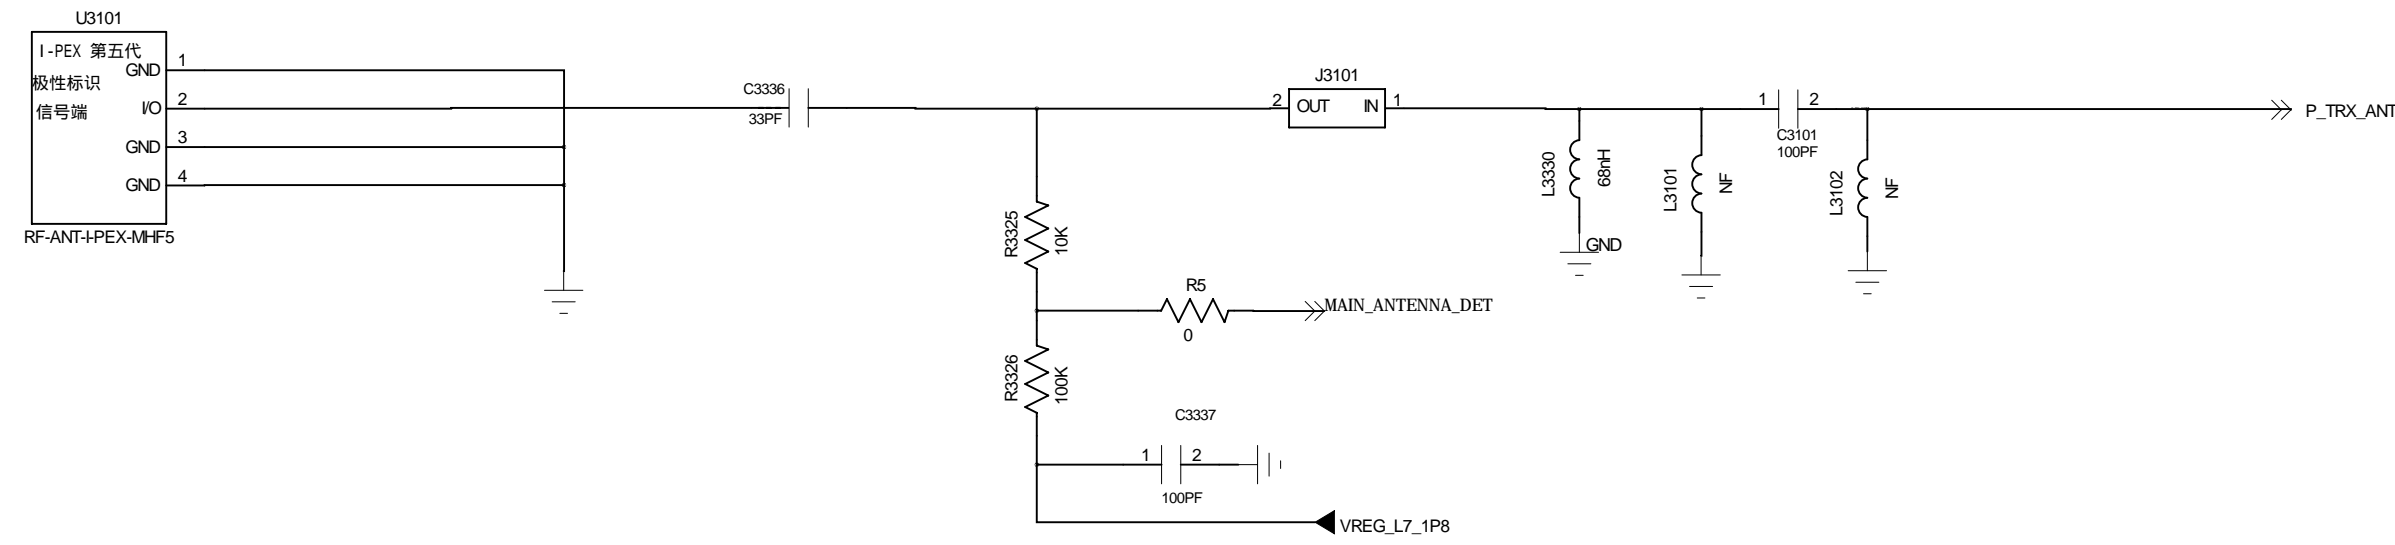 U3101
I-PEX 第五代
GND 1
极性标识
I/O 2
信号端
GND 3
GND 4
RF-ANT-I-PEX-MHF5
C3336
33PF
J3101
2 OUT IN 1
L3330
68nH
GND
L3101
NF
1 2
C3101
100PF
L3102
NF
P_TRX_ANT
R3325
10K
R5
0
MAIN_ANTENNA_DET
R3326
100K
C3337
1 2
100PF
VREG_L7_1P8